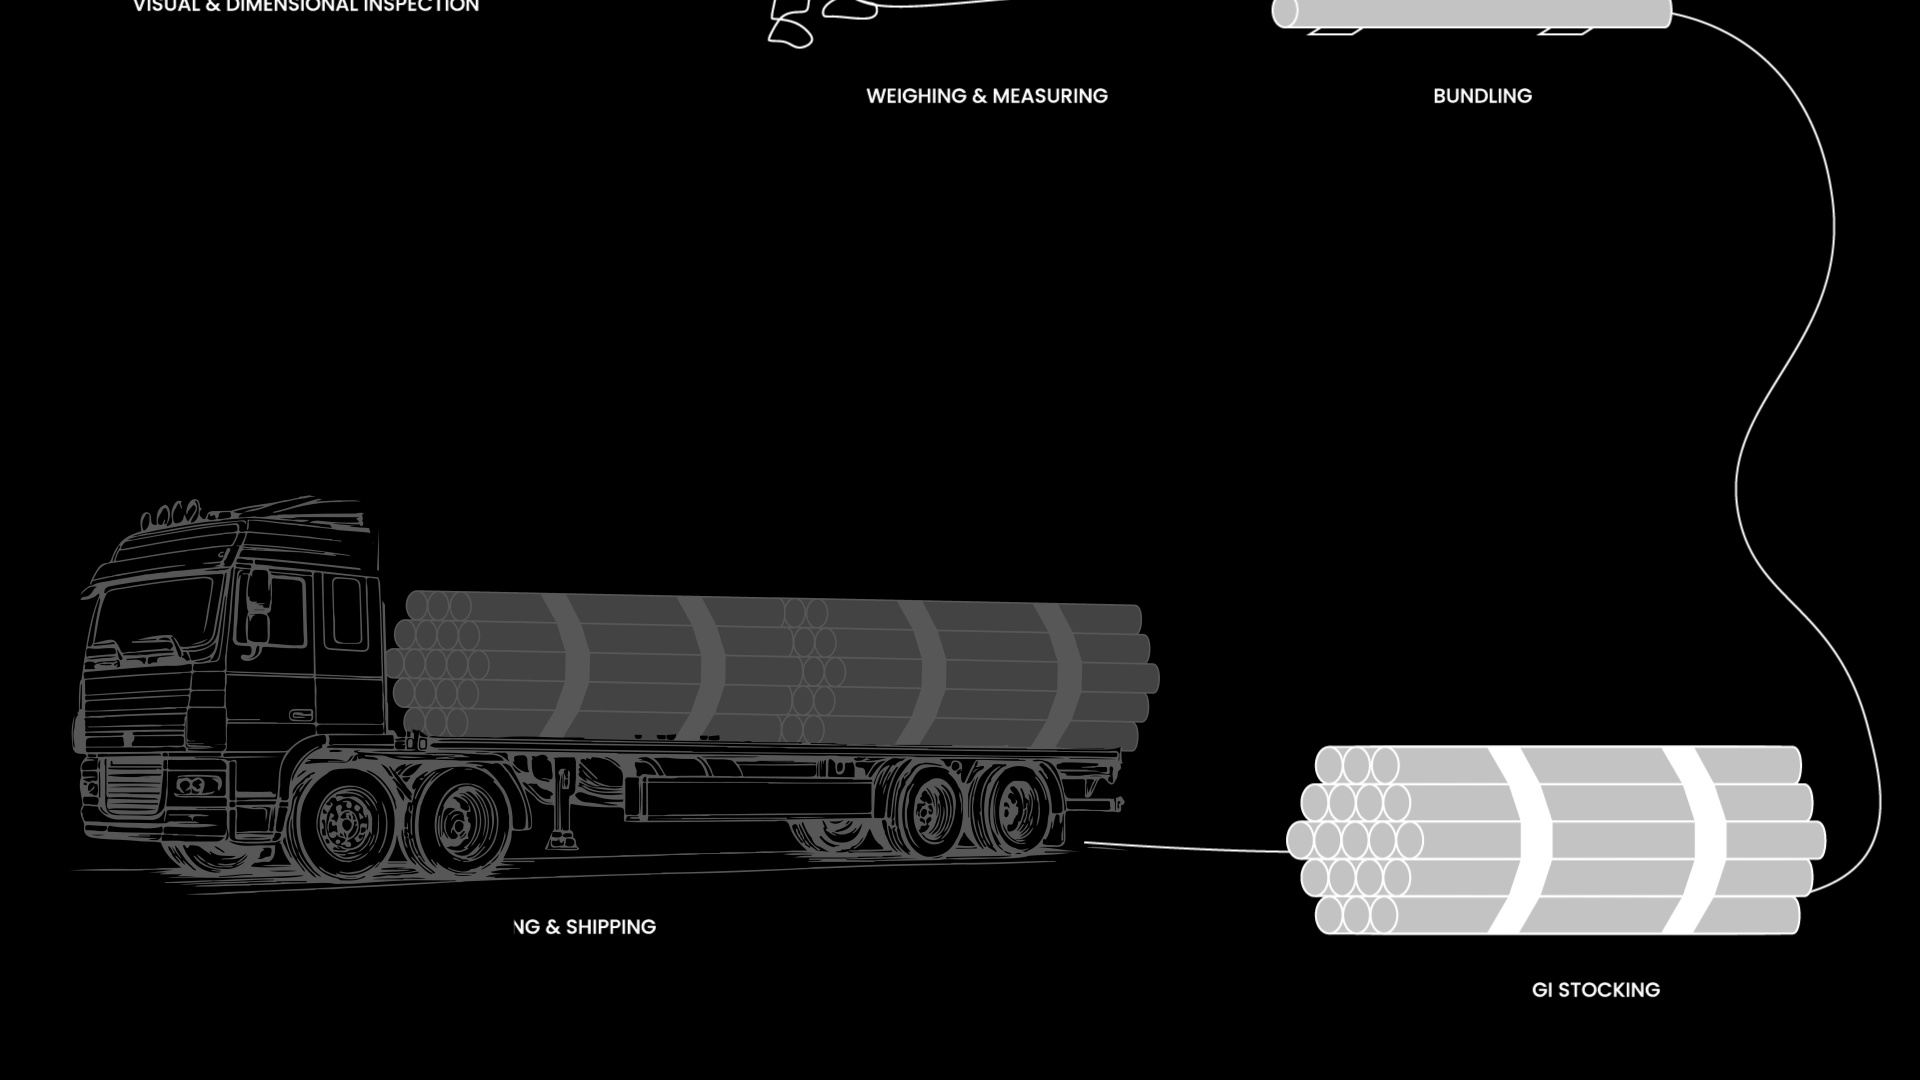 VISUAL & DIMENSIONAL INSPECTION
WEIGHING & MEASURING
BUNDLING
NG & SHIPPING
GI STOCKING